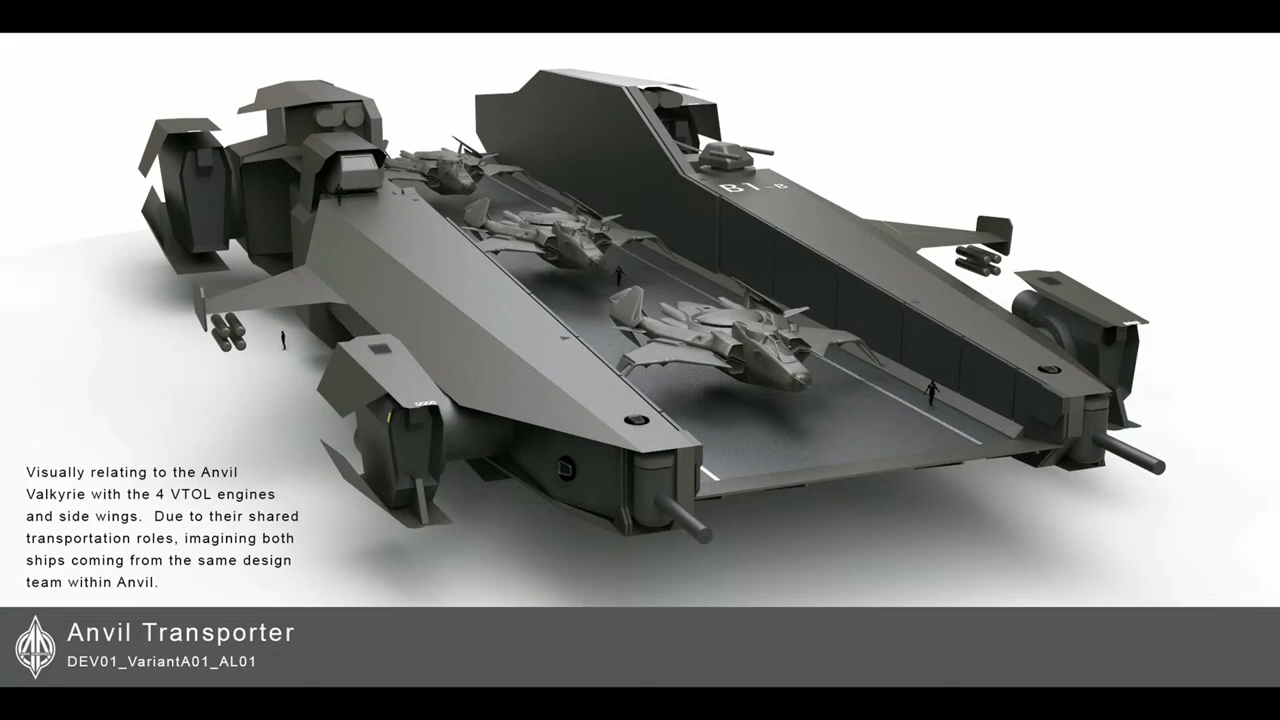 B1 -B
Visually relating to the Anvil
Valkyrie with the 4 VTOL engines
and side wings.  Due to their shared
transportation roles, imagining both
ships coming from the same design
team within Anvil.
Anvil Transporter
DEV01_VariantA01_AL01